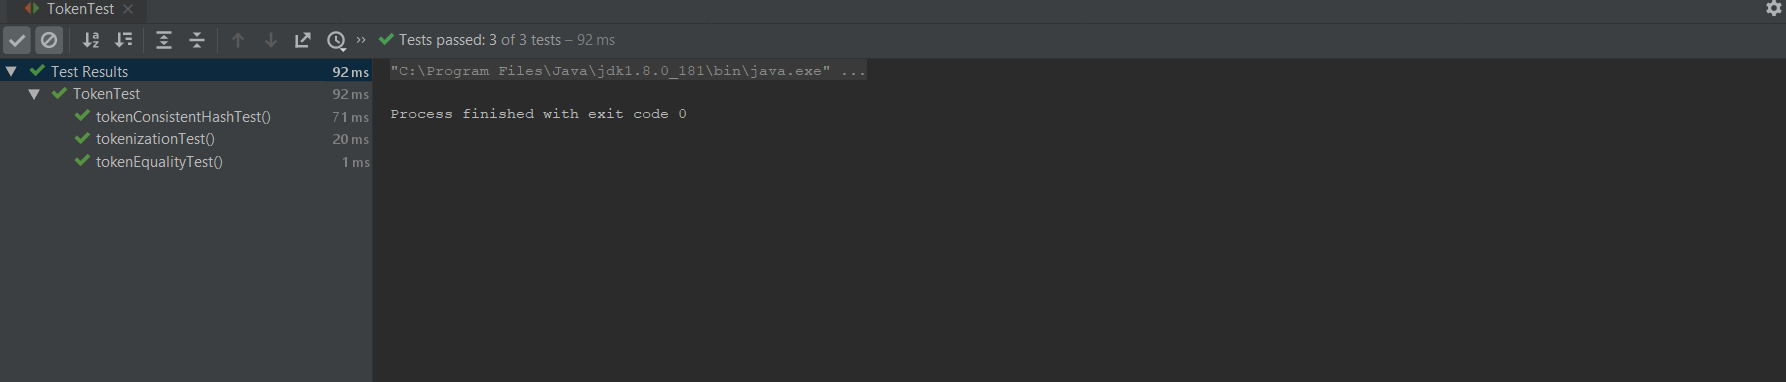 TokenTest
Tests passed: 3 of 3 tests – 92 ms
Test Results 92 ms
TokenTest 92 ms
tokenConsistentHashTest() 71 ms
tokenizationTest() 20 ms
tokenEqualityTest() 1 ms
"C:\Program Files\Java\jdk1.8.0_181\bin\java.exe" ...
Process finished with exit code 0